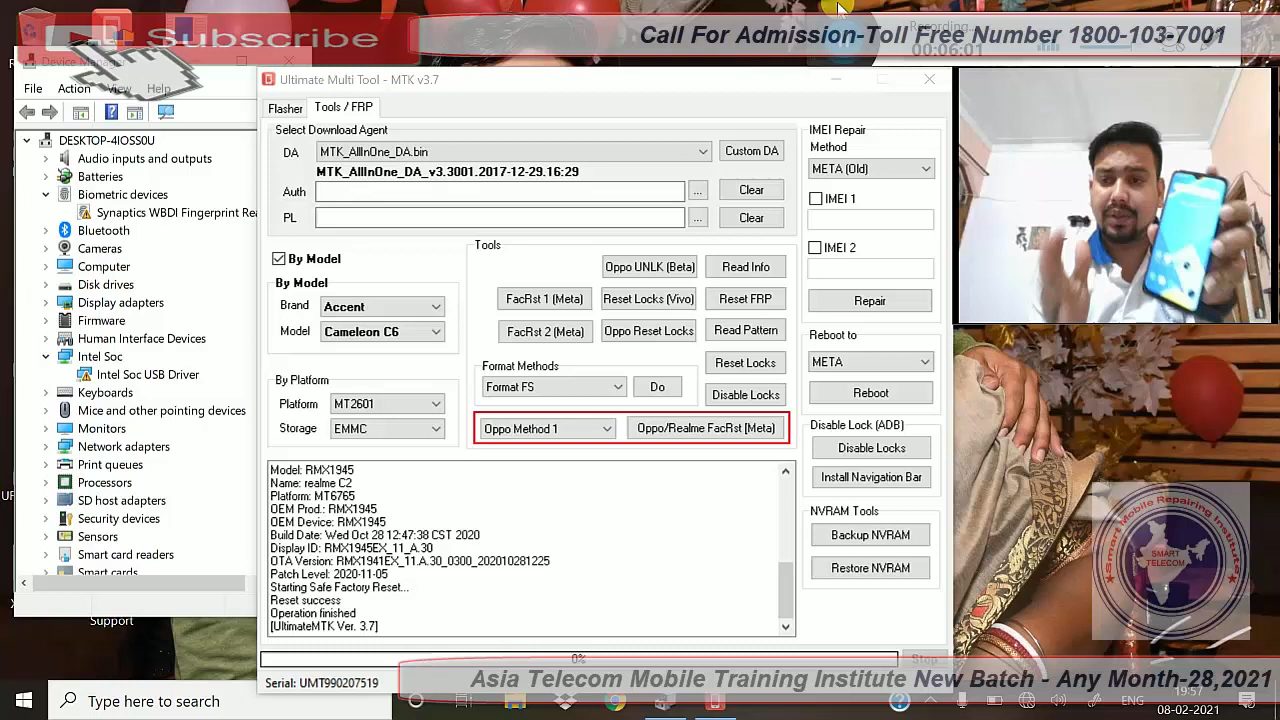 Subscribe
Call For Admission-Toll Free Number 1800-103-7001
Recording
00:06:01
Device Manager
File Action View Help
DESKTOP-4IOSS0U
Audio inputs and outputs
Batteries
Biometric devices
Synaptics WBDI Fingerprint Rea
Bluetooth
Cameras
Computer
Disk drives
Display adapters
Firmware
Human Interface Devices
Intel Soc
Intel Soc USB Driver
Keyboards
Mice and other pointing devices
Monitors
Network adapters
Print queues
Processors
SD host adapters
Security devices
Sensors
Smart card readers
Smart cards
Support
Ultimate Multi Tool - MTK v3.7
Flasher Tools / FRP
Select Download Agent
DA MTK_AllInOne_DA.bin Custom DA
MTK_AllInOne_DA_v3.3001.2017-12-29.16:29
Auth ... Clear
PL ... Clear
By Model
By Model
Brand Accent
Model Cameleon C6
By Platform
Platform MT2601
Storage EMMC
Tools
Oppo UNLK (Beta) Read Info
FacRst 1 (Meta) Reset Locks (Vivo) Reset FRP
FacRst 2 (Meta) Oppo Reset Locks Read Pattern
Reset Locks
Format Methods
Format FS Do
Disable Locks
Oppo Method 1 Oppo/Realme FacRst [Meta]
Model: RMX1945
Name: realme C2
Platform: MT6765
OEM Prod.: RMX1945
OEM Device: RMX1945
Build Date: Wed Oct 28 12:47:38 CST 2020
Display ID: RMX1945EX_11_A.30
OTA Version: RMX1941EX_11.A.30_0300_202010281225
Patch Level: 2020-11-05
Starting Safe Factory Reset...
Reset success
Operation finished
[UltimateMTK Ver. 3.7]
0% Stop
Serial: UMT990207519
IMEI Repair
Method
META (Old)
IMEI 1
IMEI 2
Repair
Reboot to
META
Reboot
Disable Lock (ADB)
Disable Locks
Install Navigation Bar
NVRAM Tools
Backup NVRAM
Restore NVRAM
Smart Mobile Repairing Institute
SMART
TELECOM
Asia Telecom Mobile Training Institute New Batch - Any Month-28,2021
Type here to search
ENG
19:57
08-02-2021